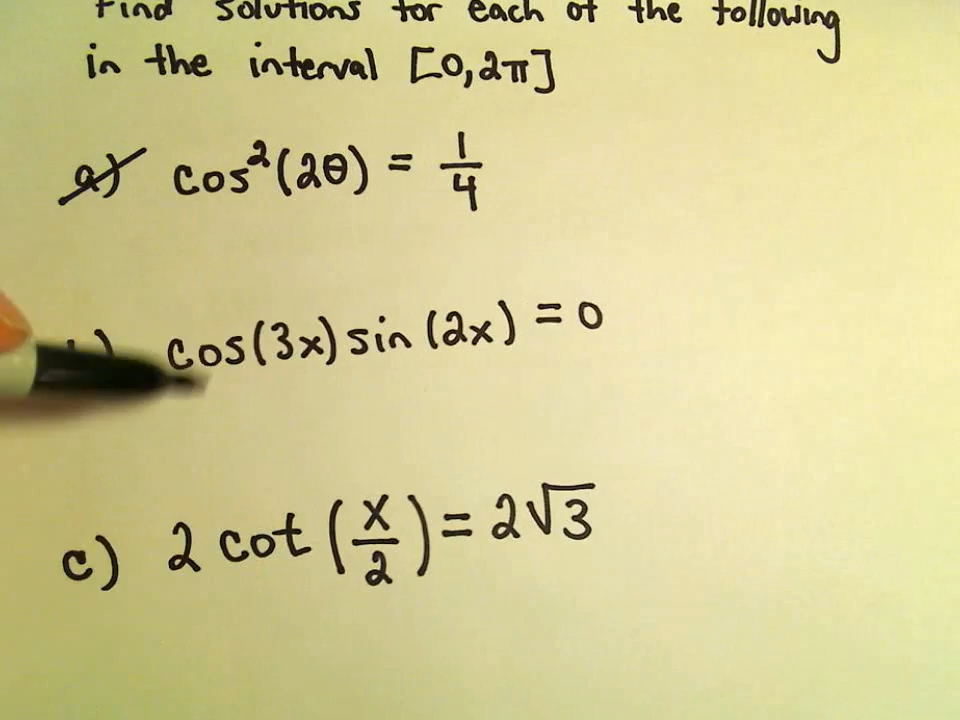 Find solutions for each of the following
in the interval [0,2π]
a) cos²(2θ) = 1/4
b) cos(3x) sin(2x) = 0
c) 2 cot(x/2) = 2√3